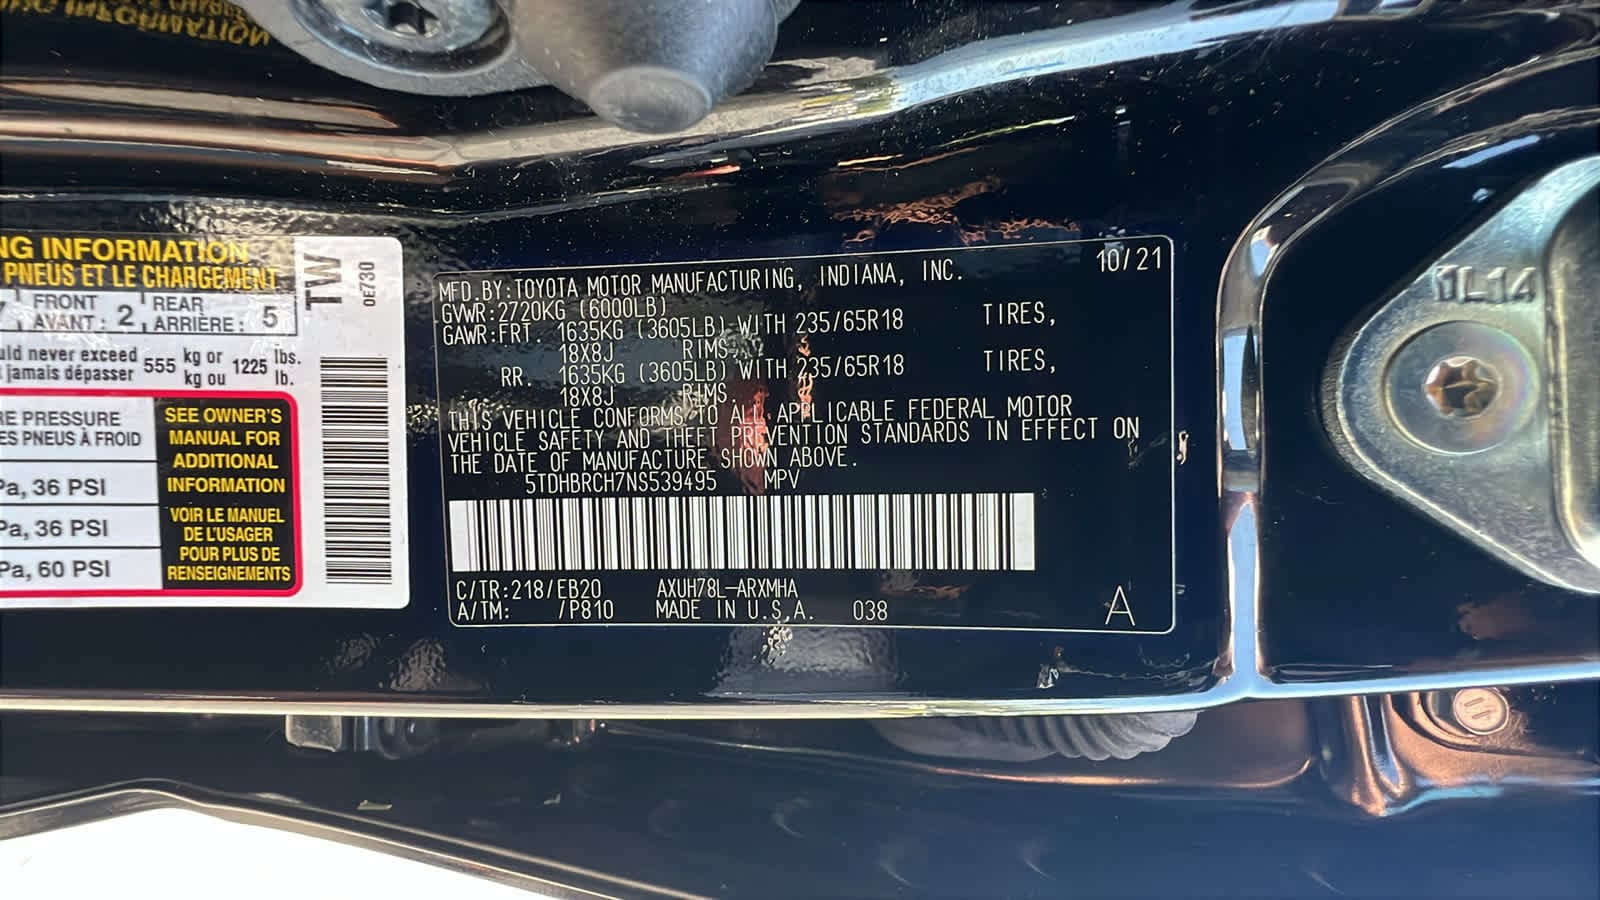 NG INFORMATION
PNEUS ET LE CHARGEMENT
FRONT REAR
AVANT : 2 ARRIÈRE : 5
uld never exceed 555 kg or 1225 lbs.
jamais dépasser kg ou lb.
RE PRESSURE
ES PNEUS À FROID
Pa, 36 PSI
Pa, 36 PSI
Pa, 60 PSI
SEE OWNER'S
MANUAL FOR
ADDITIONAL
INFORMATION
VOIR LE MANUEL
DE L'USAGER
POUR PLUS DE
RENSEIGNEMENTS
TW
0E730
MFD.BY:TOYOTA MOTOR MANUFACTURING, INDIANA, INC. 10/21
GVWR:2720KG (6000LB)
GAWR:FRT. 1635KG (3605LB) WITH 235/65R18 TIRES,
18X8J RIMS,
RR. 1635KG (3605LB) WITH 235/65R18 TIRES,
18X8J RIMS.
THIS VEHICLE CONFORMS TO ALL APPLICABLE FEDERAL MOTOR
VEHICLE SAFETY AND THEFT PREVENTION STANDARDS IN EFFECT ON
THE DATE OF MANUFACTURE SHOWN ABOVE.
5TDHBRCH7NS539495 MPV
C/TR:218/EB20 AXUH78L-ARXMHA
A/TM: /P810 MADE IN U.S.A. 038 A
1L14